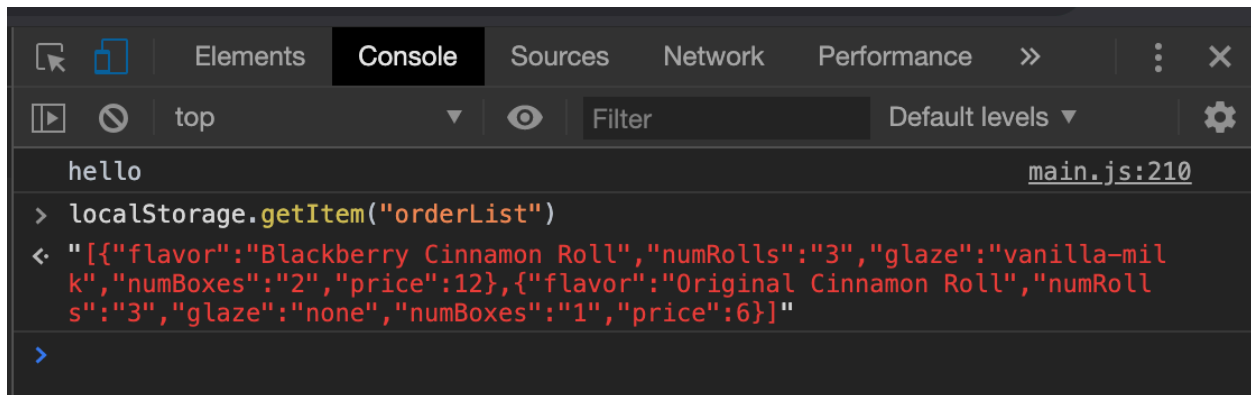 Elements Console Sources Network Performance »
top ▼ Filter Default levels ▼
hello main.js:210
> localStorage.getItem("orderList")
"[{"flavor":"Blackberry Cinnamon Roll","numRolls":"3","glaze":"vanilla-mil
k","numBoxes":"2","price":12},{"flavor":"Original Cinnamon Roll","numRoll
s":"3","glaze":"none","numBoxes":"1","price":6}]"
>